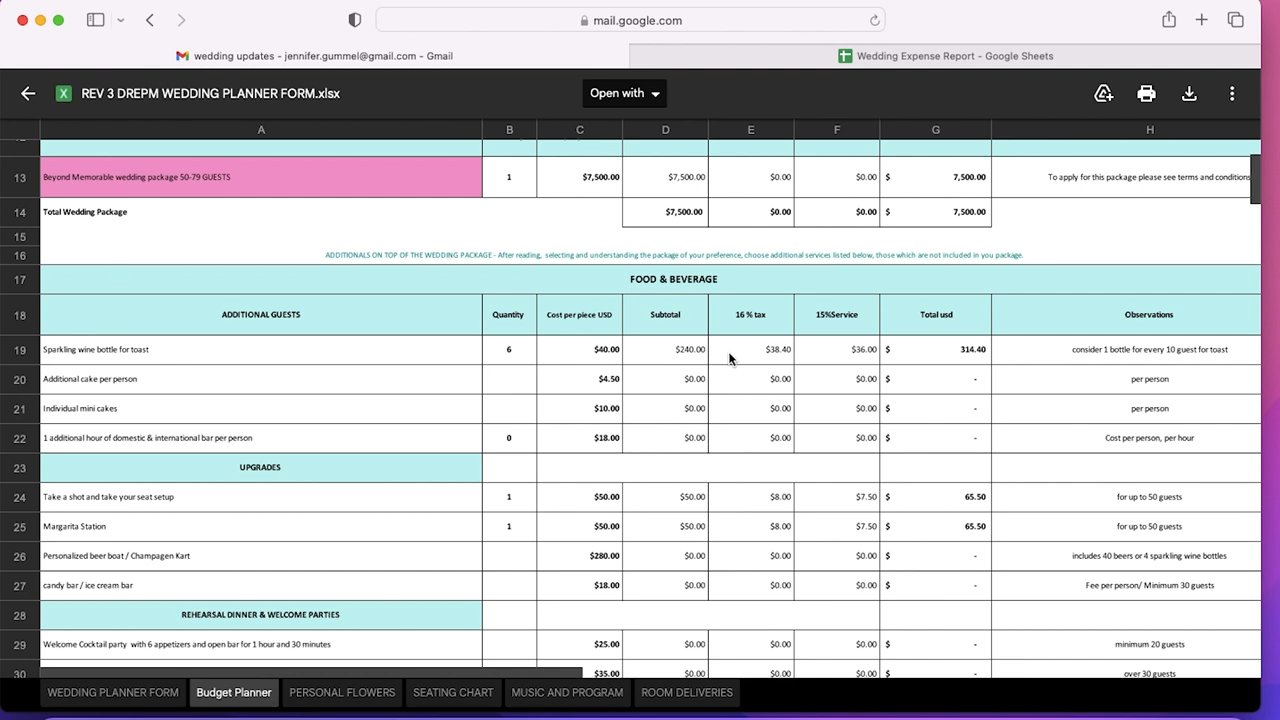 mail.google.com
wedding updates - jennifer.gummel@gmail.com - Gmail
Wedding Expense Report - Google Sheets
X REV 3 DREPM WEDDING PLANNER FORM.xlsx
Open with
A B C D E F G H
13 Beyond Memorable wedding package 50-79 GUESTS 1 $7,500.00 $7,500.00 $0.00 $0.00 $ 7,500.00 To apply for this package please see terms and conditions
14 Total Wedding Package $7,500.00 $0.00 $0.00 $ 7,500.00
15
16 ADDITIONALS ON TOP OF THE WEDDING PACKAGE - After reading, selecting and understanding the package of your preference, choose additional services listed below, those which are not included in you package.
17 FOOD & BEVERAGE
18 ADDITIONAL GUESTS Quantity Cost per piece USD Subtotal 16 % tax 15%Service Total usd Observations
19 Sparkling wine bottle for toast 6 $40.00 $240.00 $38.40 $36.00 $ 314.40 consider 1 bottle for every 10 guest for toast
20 Additional cake per person $4.50 $0.00 $0.00 $0.00 $ - per person
21 Individual mini cakes $10.00 $0.00 $0.00 $0.00 $ - per person
22 1 additional hour of domestic & international bar per person 0 $18.00 $0.00 $0.00 $0.00 $ - Cost per person, per hour
23 UPGRADES
24 Take a shot and take your seat setup 1 $50.00 $50.00 $8.00 $7.50 $ 65.50 for up to 50 guests
25 Margarita Station 1 $50.00 $50.00 $8.00 $7.50 $ 65.50 for up to 50 guests
26 Personalized beer boat / Champagen Kart $280.00 $0.00 $0.00 $0.00 $ - includes 40 beers or 4 sparkling wine bottles
27 candy bar / ice cream bar $18.00 $0.00 $0.00 $0.00 $ - Fee per person/ Minimum 30 guests
28 REHEARSAL DINNER & WELCOME PARTIES
29 Welcome Cocktail party with 6 appetizers and open bar for 1 hour and 30 minutes $25.00 $0.00 $0.00 $0.00 $ - minimum 20 guests
30 $35.00 $0.00 $0.00 $0.00 $ - over 30 guests
WEDDING PLANNER FORM Budget Planner PERSONAL FLOWERS SEATING CHART MUSIC AND PROGRAM ROOM DELIVERIES